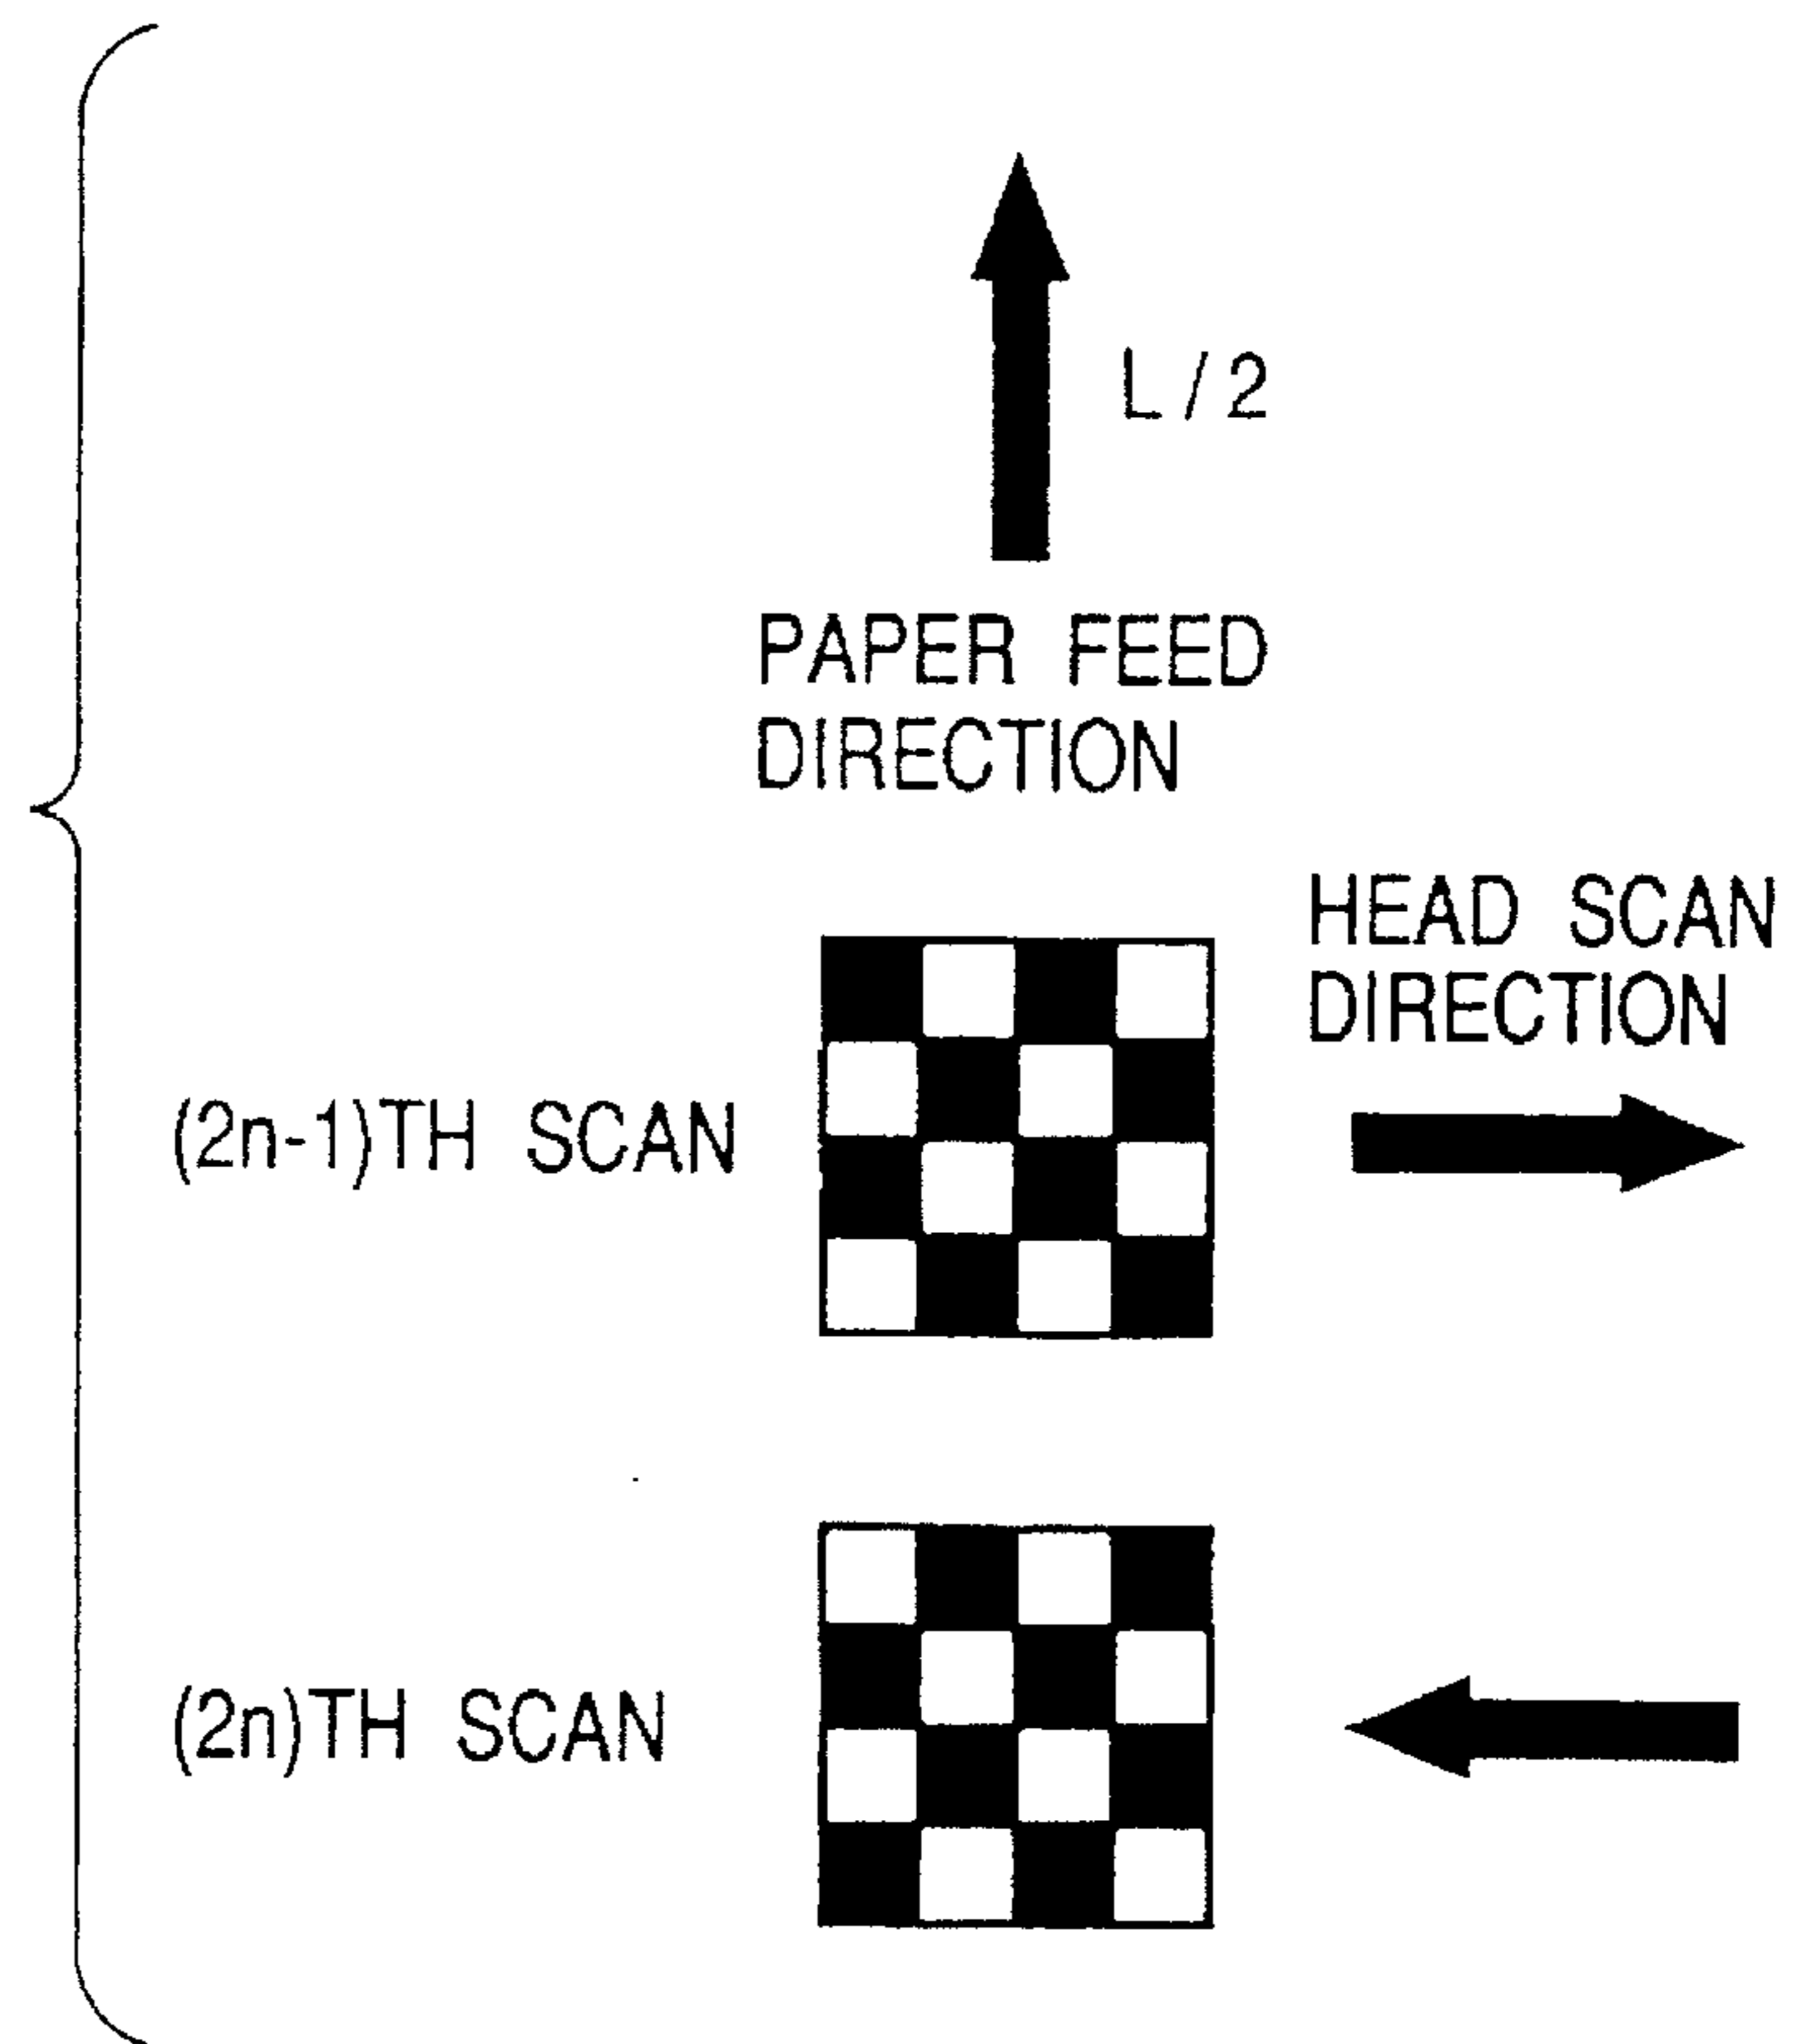 L/2
PAPER FEED
DIRECTION
HEAD SCAN
DIRECTION
(2n-1)TH SCAN
(2n)TH SCAN